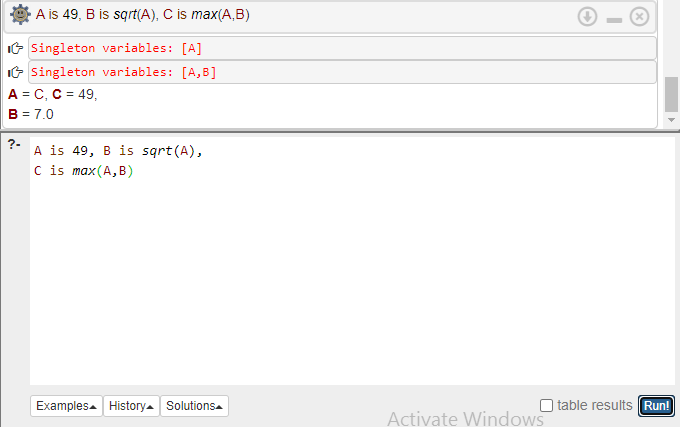 A is 49, B is sqrt(A), C is max(A,B)
Singleton variables: [A]
Singleton variables: [A,B]
A = C, C = 49,
B = 7.0
?- A is 49, B is sqrt(A),
C is max(A,B)
Examples History Solutions table results Run!
Activate Windows